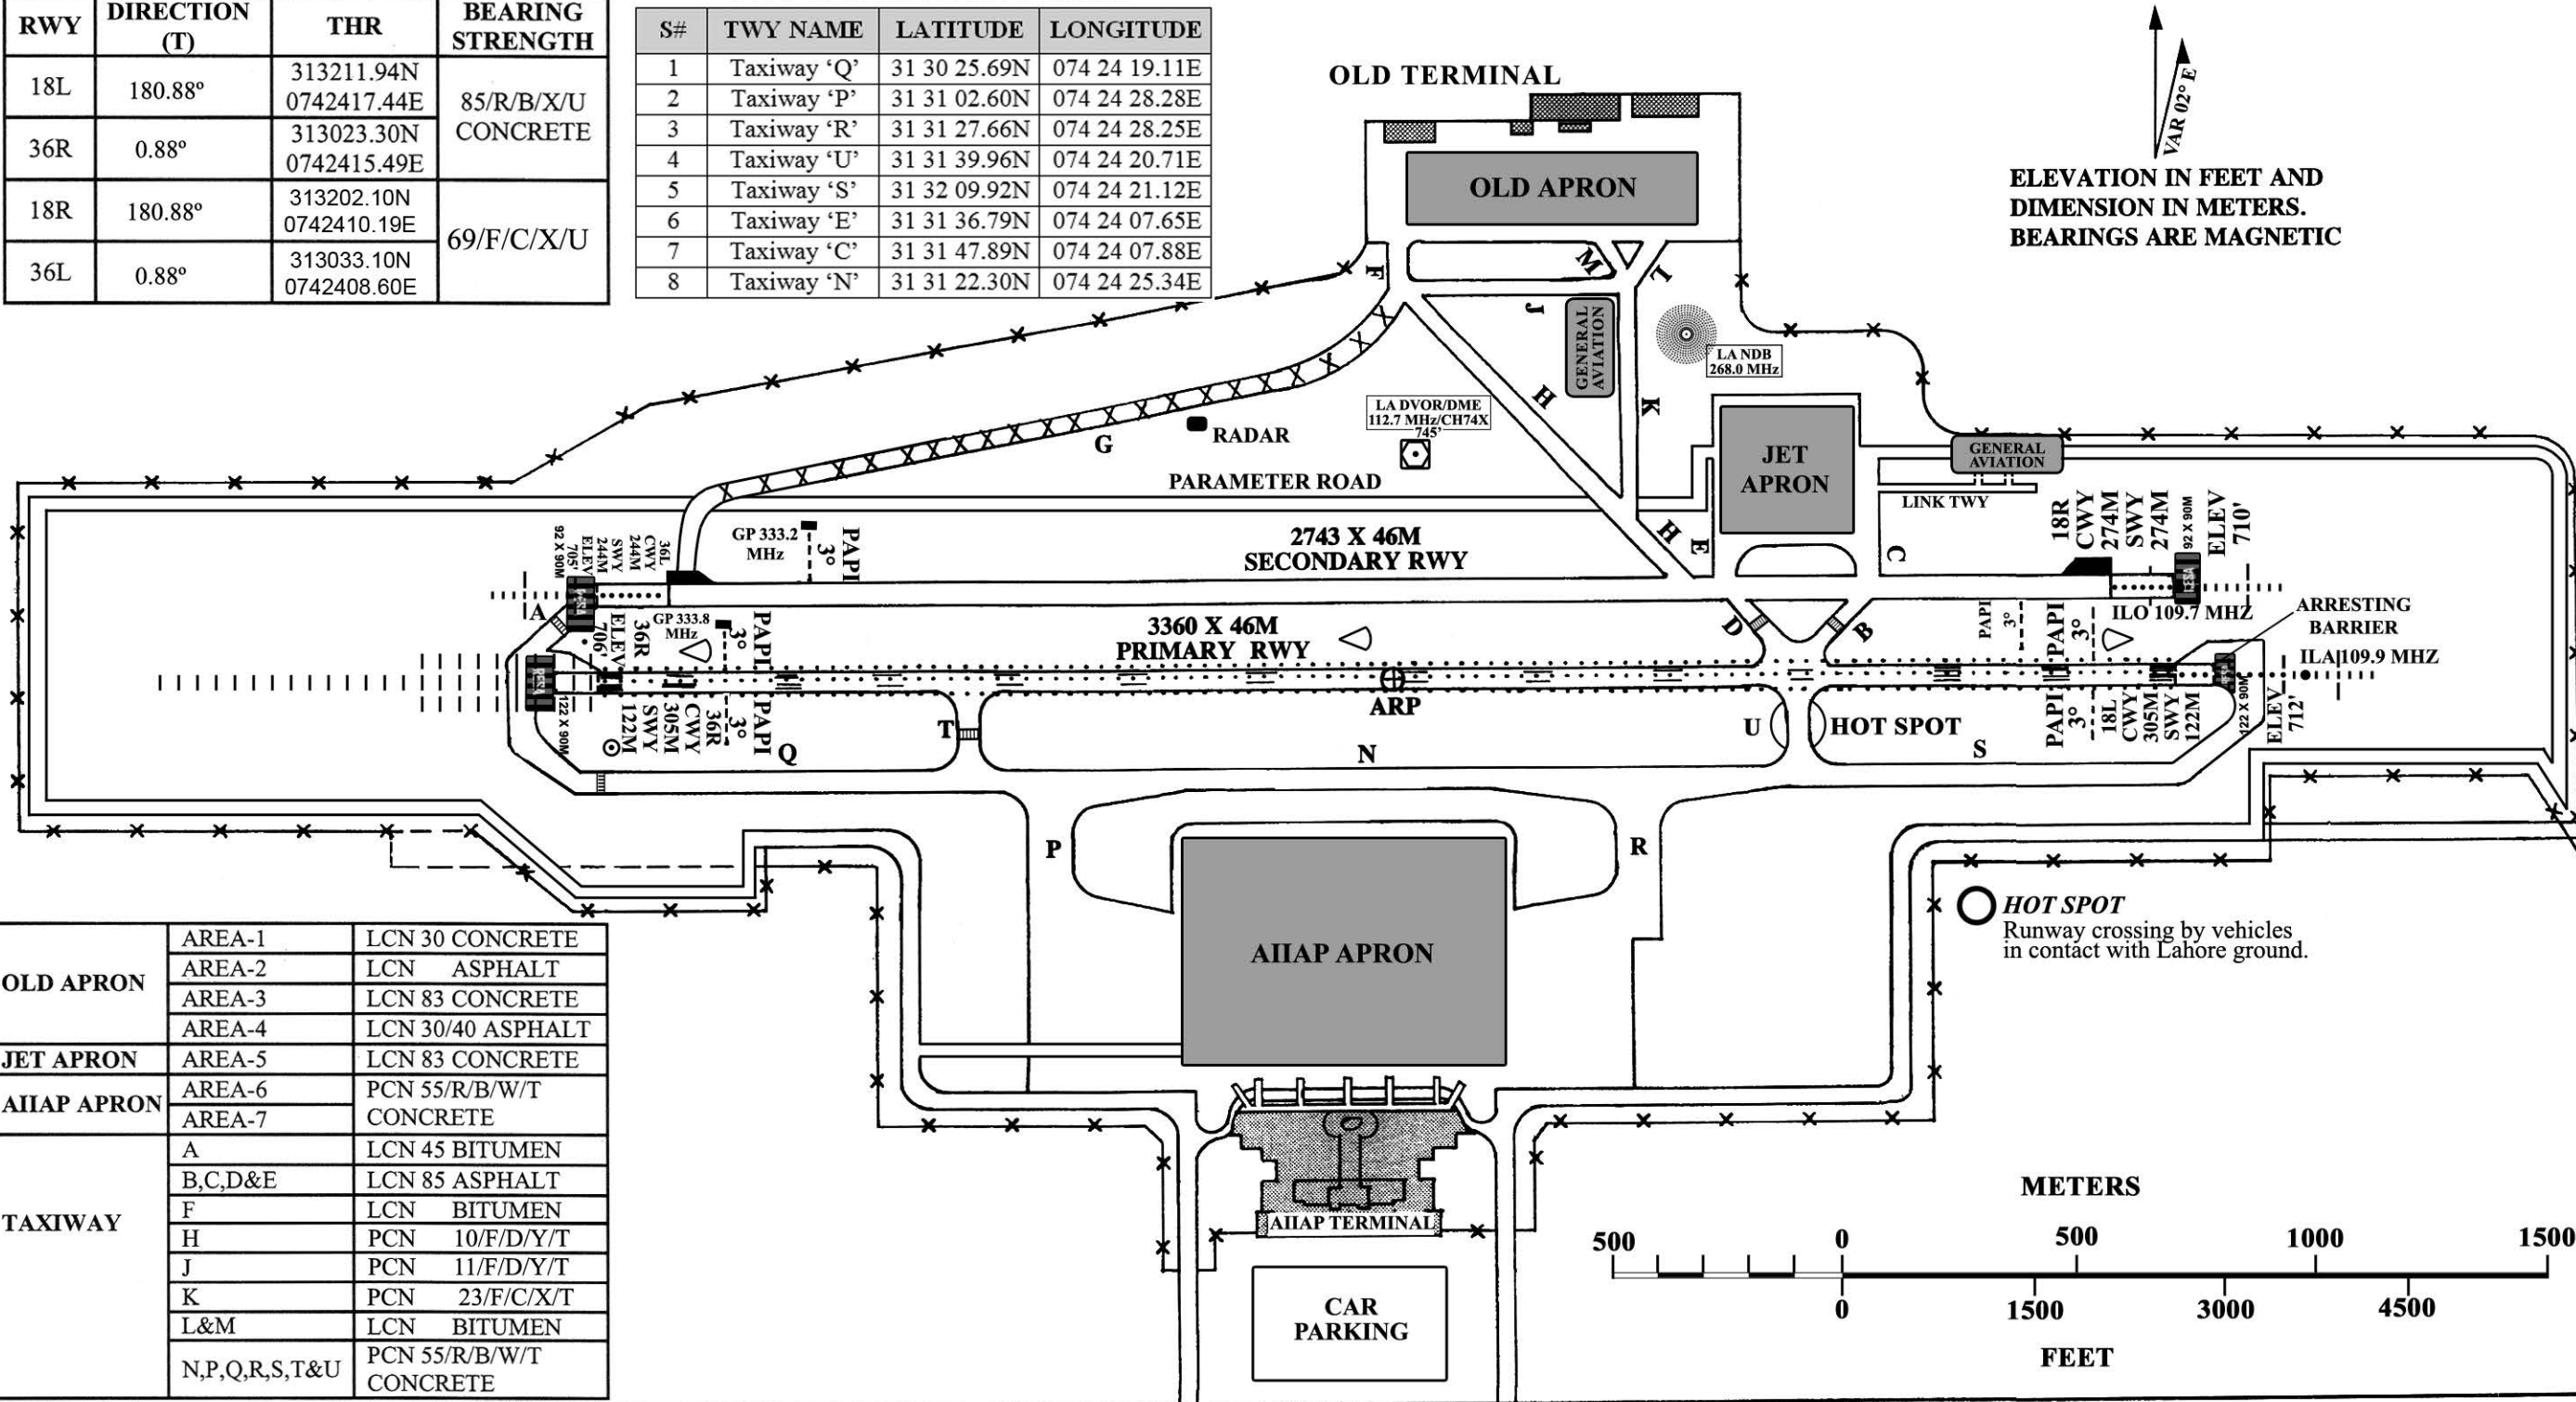 RWY DIRECTION (T) THR BEARING STRENGTH
18L 180.88º 313211.94N 0742417.44E 85/R/B/X/U CONCRETE
36R 0.88º 313023.30N 0742415.49E
18R 180.88º 313202.10N 0742410.19E 69/F/C/X/U
36L 0.88º 313033.10N 0742408.60E
S# TWY NAME LATITUDE LONGITUDE
1 Taxiway ‘Q’ 31 30 25.69N 074 24 19.11E
2 Taxiway ‘P’ 31 31 02.60N 074 24 28.28E
3 Taxiway ‘R’ 31 31 27.66N 074 24 28.25E
4 Taxiway ‘U’ 31 31 39.96N 074 24 20.71E
5 Taxiway ‘S’ 31 32 09.92N 074 24 21.12E
6 Taxiway ‘E’ 31 31 36.79N 074 24 07.65E
7 Taxiway ‘C’ 31 31 47.89N 074 24 07.88E
8 Taxiway ‘N’ 31 31 22.30N 074 24 25.34E
OLD TERMINAL
OLD APRON
VAR 02° E
ELEVATION IN FEET AND
DIMENSION IN METERS.
BEARINGS ARE MAGNETIC
F
M
L
J
GENERAL
AVIATION
LA NDB
268.0 MHz
H
K
LA DVOR/DME
112.7 MHz/CH74X
745'
G
RADAR
PARAMETER ROAD
JET
APRON
GENERAL
AVIATION
LINK TWY
H
E
C
18R
CWY
274M
SWY
274M
92 X 90M
ELEV
710'
92 X 90M
705'
ELEV
244M
SWY
244M
CWY
36L
GP 333.2
MHz
3°
PAPI
2743 X 46M
SECONDARY RWY
RESA
RESA
A
706'
ELEV
36R
GP 333.8
MHz
3°
PAPI
3360 X 46M
PRIMARY RWY
D
B
PAPI
3°
PAPI
3°
ILO 109.7 MHZ
ARRESTING
BARRIER
ILA 109.9 MHZ
RESA
122 X 90M
122M
SWY
305M
CWY
36R
3°
PAPI
Q
T
ARP
N
U
HOT SPOT
S
PAPI
3°
18L
CWY
305M
SWY
122M
122 X 90M
ELEV
712'
P
R
AIIAP APRON
HOT SPOT
Runway crossing by vehicles
in contact with Lahore ground.
AIIAP TERMINAL
CAR
PARKING
OLD APRON AREA-1 LCN 30 CONCRETE
AREA-2 LCN ASPHALT
AREA-3 LCN 83 CONCRETE
AREA-4 LCN 30/40 ASPHALT
JET APRON AREA-5 LCN 83 CONCRETE
AIIAP APRON AREA-6 PCN 55/R/B/W/T
AREA-7 CONCRETE
TAXIWAY A LCN 45 BITUMEN
B,C,D&E LCN 85 ASPHALT
F LCN BITUMEN
H PCN 10/F/D/Y/T
J PCN 11/F/D/Y/T
K PCN 23/F/C/X/T
L&M LCN BITUMEN
N,P,Q,R,S,T&U PCN 55/R/B/W/T
CONCRETE
METERS
500 0 500 1000 1500
0 1500 3000 4500
FEET